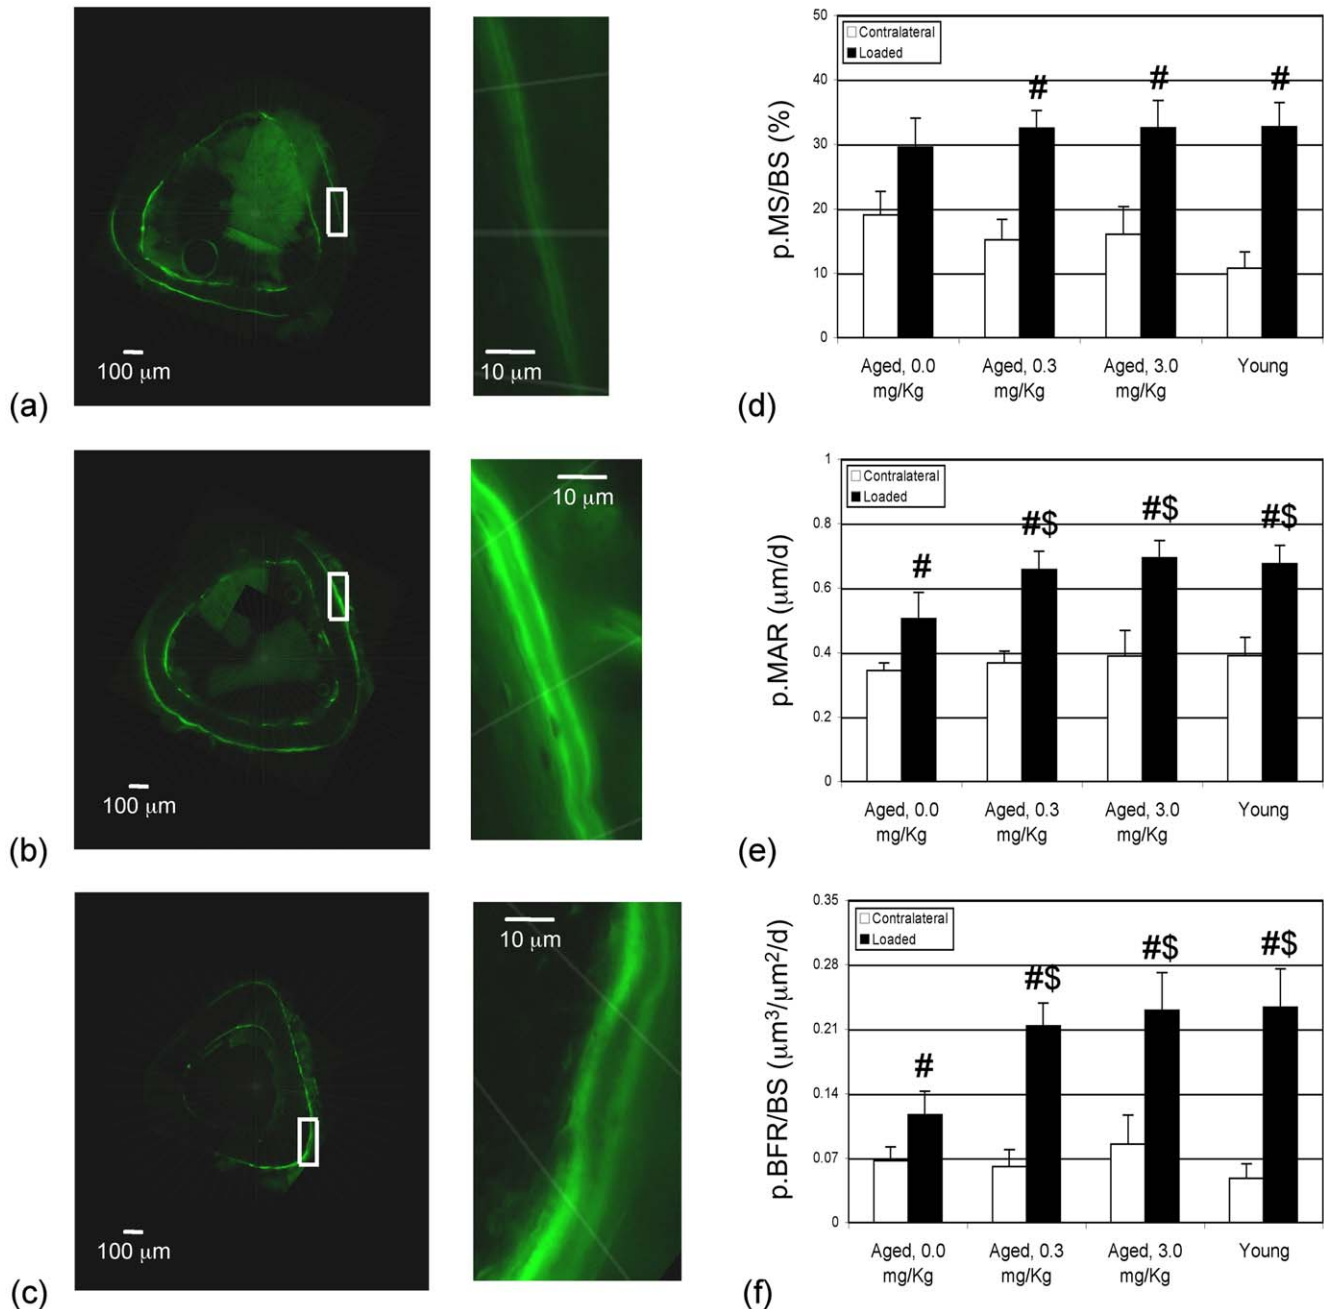 (a)
100 μm
10 μm
(b)
100 μm
10 μm
(c)
100 μm
10 μm
(d)
p.MS/BS (%)
50
40
30
20
10
0
Contralateral
Loaded
#
#
#
Aged, 0.0 mg/Kg
Aged, 0.3 mg/Kg
Aged, 3.0 mg/Kg
Young
(e)
p.MAR (μm/d)
1
0.8
0.6
0.4
0.2
0
Contralateral
Loaded
#
#$
#$
#$
Aged, 0.0 mg/Kg
Aged, 0.3 mg/Kg
Aged, 3.0 mg/Kg
Young
(f)
p.BFR/BS (μm³/μm²/d)
0.35
0.28
0.21
0.14
0.07
0
Contralateral
Loaded
#
#$
#$
#$
Aged, 0.0 mg/Kg
Aged, 0.3 mg/Kg
Aged, 3.0 mg/Kg
Young